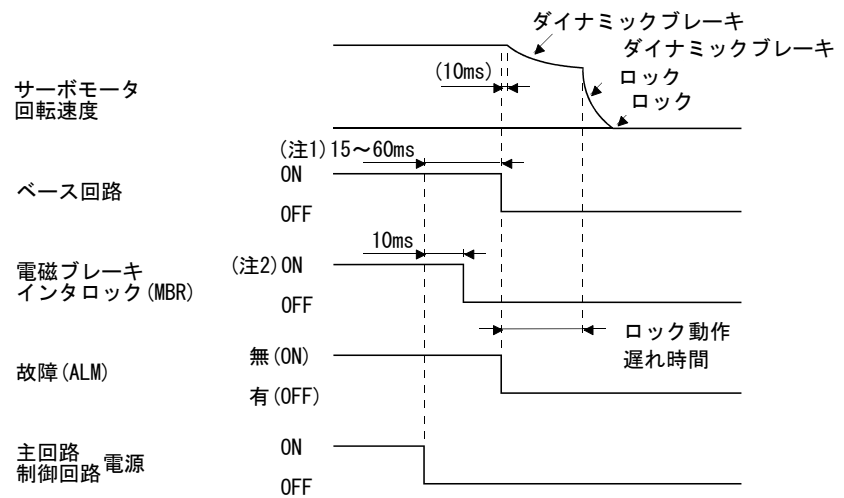 ダイナミックブレーキ
ダイナミックブレーキ
ロック
ロック
(10ms)
サーボモータ
回転速度
(注1)15～60ms
ベース回路
ON
OFF
10ms
電磁ブレーキ
インタロック(MBR)
(注2)ON
OFF
ロック動作
遅れ時間
故障(ALM)
無(ON)
有(OFF)
主回路
制御回路
電源
ON
OFF